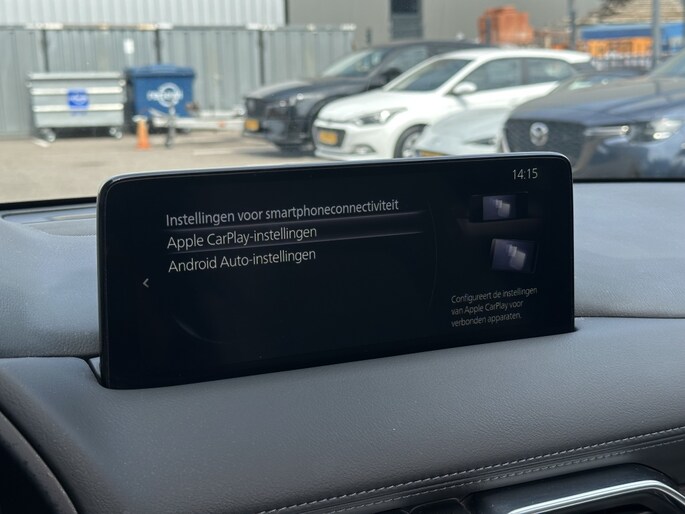 14:15
Instellingen voor smartphoneconnectiviteit
Apple CarPlay-instellingen
Android Auto-instellingen
Configureert de instellingen
van Apple CarPlay voor
verbonden apparaten.